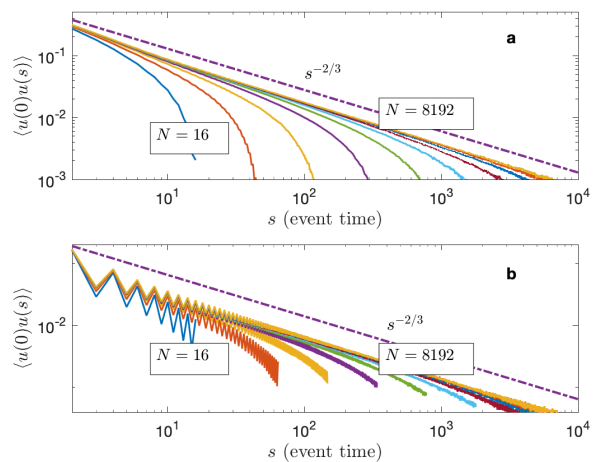 a
10^{-1}
10^{-2}
10^{-3}
⟨u(0)u(s)⟩
s^{-2/3}
N = 8192
N = 16
10^1 10^2 10^3 10^4
s (event time)
b
10^{-2}
⟨u(0)u(s)⟩
s^{-2/3}
N = 16
N = 8192
10^1 10^2 10^3 10^4
s (event time)